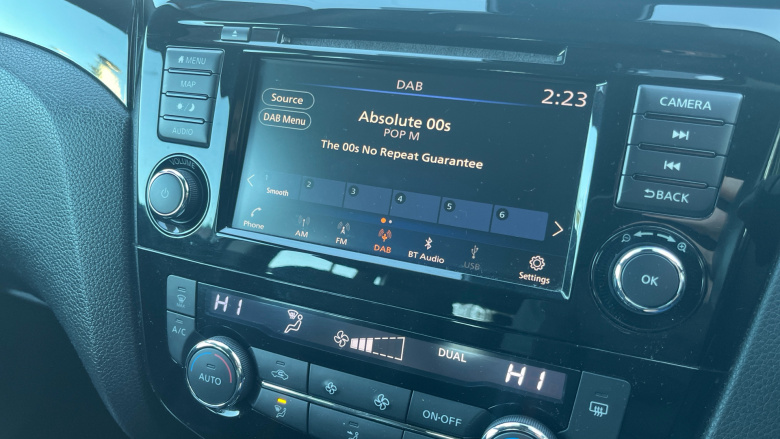 MENU
MAP
AUDIO
VOLUME
DAB
2:23
Source
DAB Menu
Absolute 00s
POP M
The 00s No Repeat Guarantee
1 Smooth
2
3
4
5
6
Phone
AM
FM
DAB
BT Audio
USB
Settings
CAMERA
BACK
OK
HI
DUAL
HI
A/C
AUTO
ON·OFF